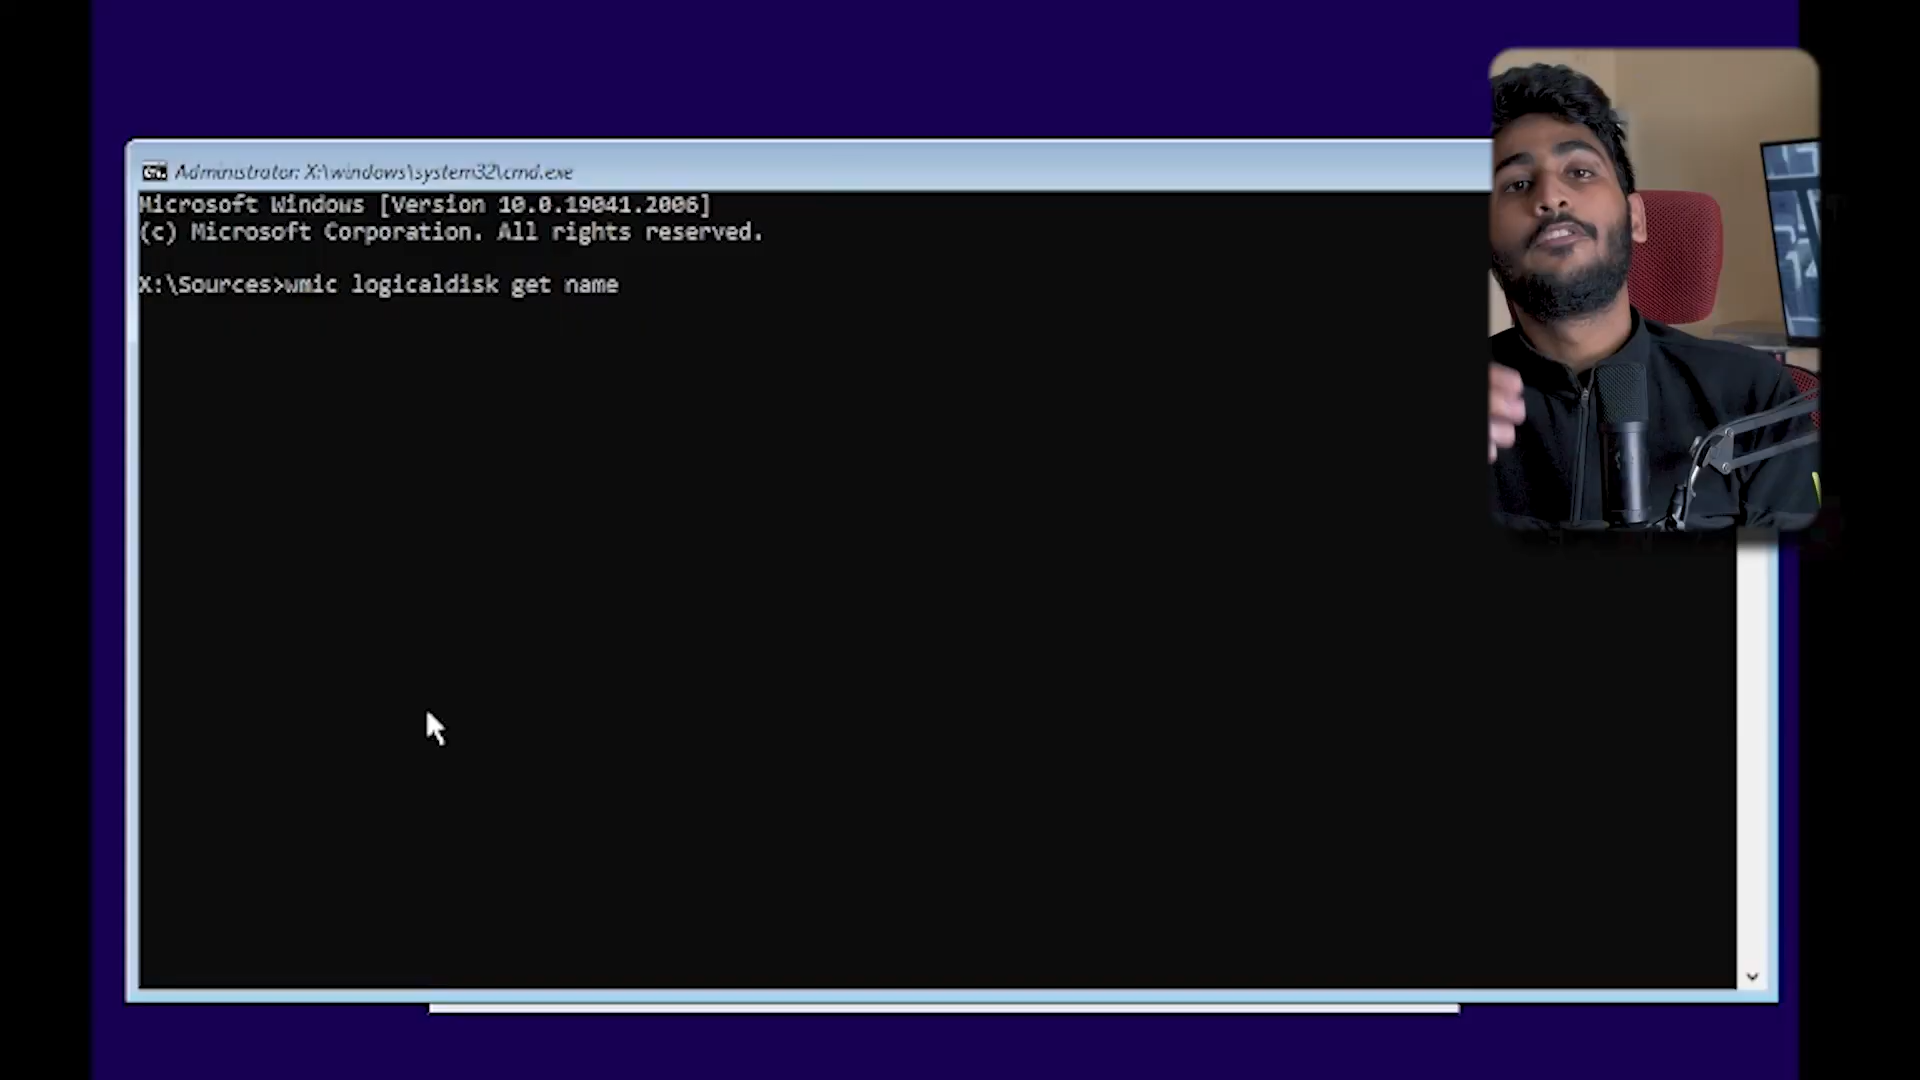 Administrator: X:\windows\system32\cmd.exe
Microsoft Windows [Version 10.0.19041.2006]
(c) Microsoft Corporation. All rights reserved.
X:\Sources>wmic logicaldisk get name